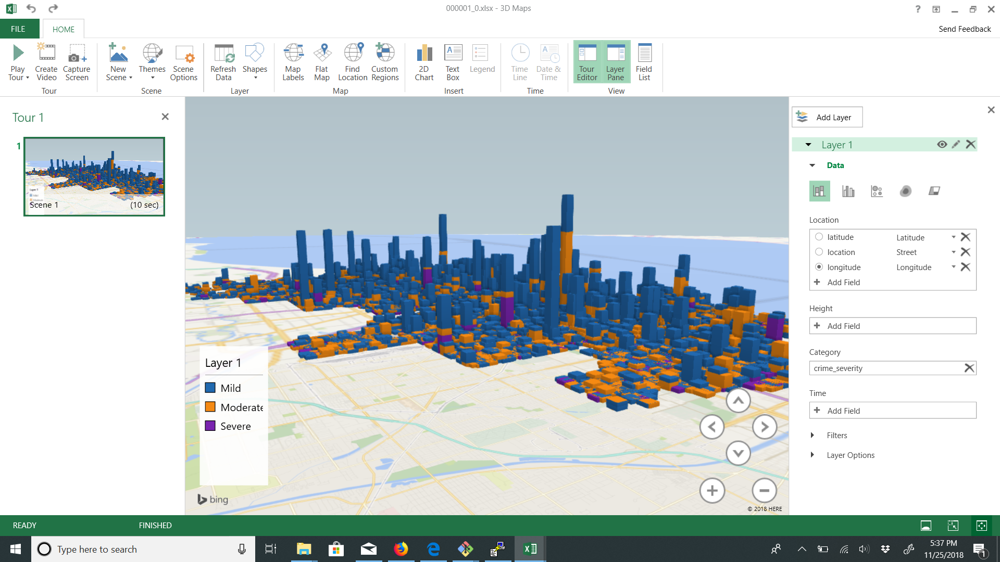 000001_0.xlsx - 3D Maps
?
FILE
HOME
Send Feedback
Play Tour
Create Video
Capture Screen
Tour
New Scene
Themes
Scene Options
Scene
Refresh Data
Shapes
Layer
Map Labels
Flat Map
Find Location
Custom Regions
Map
2D Chart
Text Box
Legend
Insert
Time Line
Date & Time
Time
Tour Editor
Layer Pane
Field List
View
Tour 1
1
Layer 1
Scene 1 (10 sec)
Layer 1
Mild
Moderate
Severe
bing
© 2018 HERE
Add Layer
Layer 1
Data
Location
latitude Latitude
location Street
longitude Longitude
Add Field
Height
Add Field
Category
crime_severity
Time
Add Field
Filters
Layer Options
READY FINISHED
Type here to search
5:37 PM
11/25/2018
1